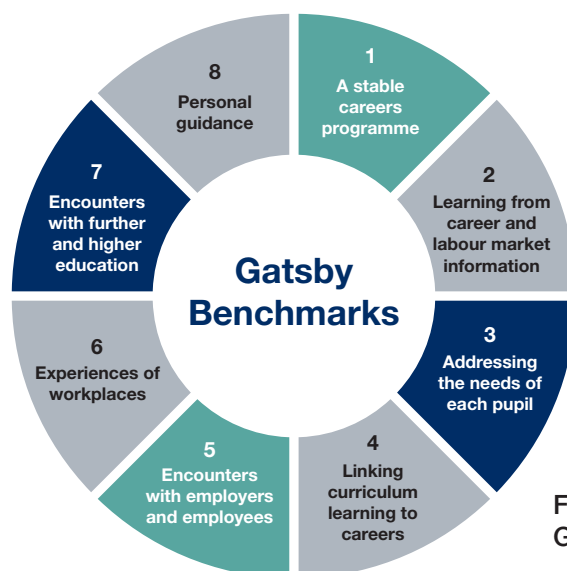 Gatsby
Benchmarks
1
A stable
careers
programme
2
Learning from
career and
labour market
information
3
Addressing
the needs of
each pupil
4
Linking
curriculum
learning to
careers
5
Encounters
with employers
and employees
6
Experiences of
workplaces
7
Encounters
with further
and higher
education
8
Personal
guidance
F
G